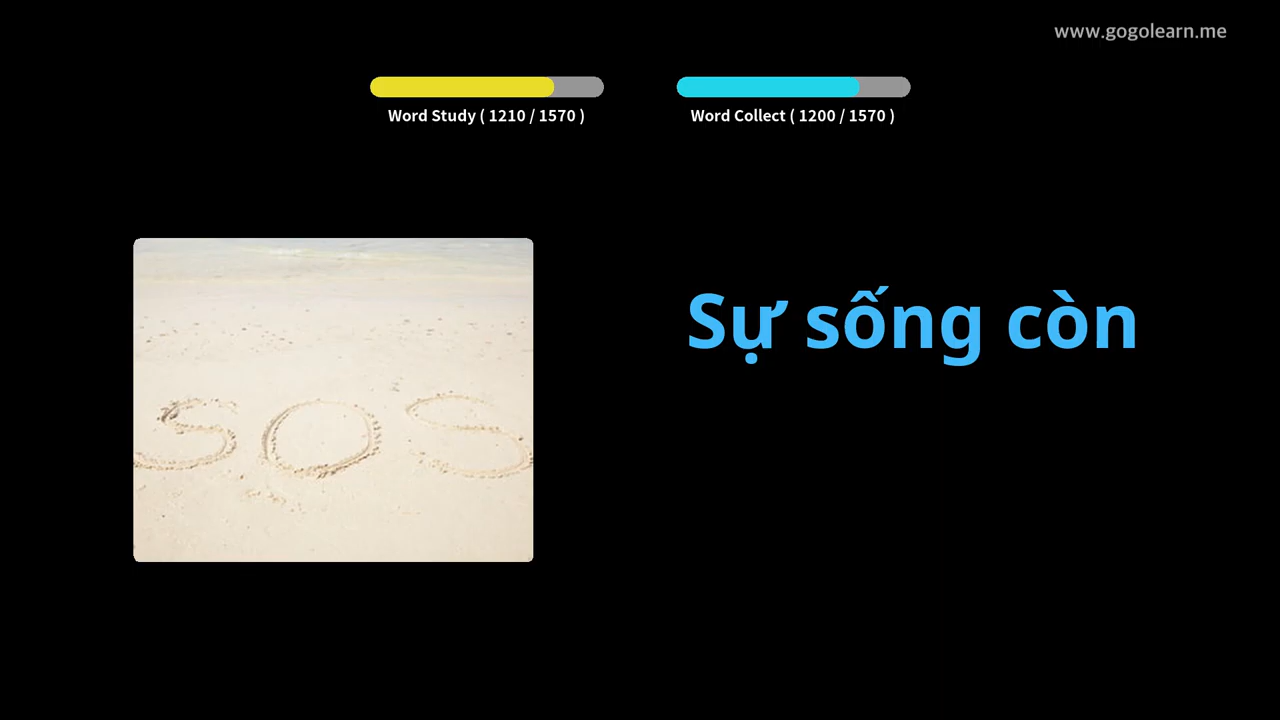 www.gogolearn.me
Word Study ( 1210 / 1570 )
Word Collect ( 1200 / 1570 )
Sự sống còn
SOS